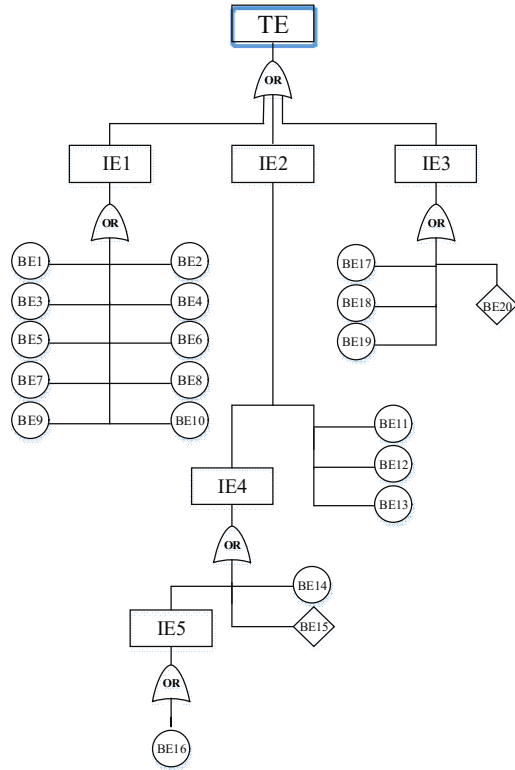 TE
OR
IE1
IE2
IE3
OR
OR
BE1
BE2
BE17
BE3
BE4
BE18
BE20
BE5
BE6
BE19
BE7
BE8
BE9
BE10
BE11
BE12
IE4
BE13
OR
BE14
IE5
BE15
OR
BE16